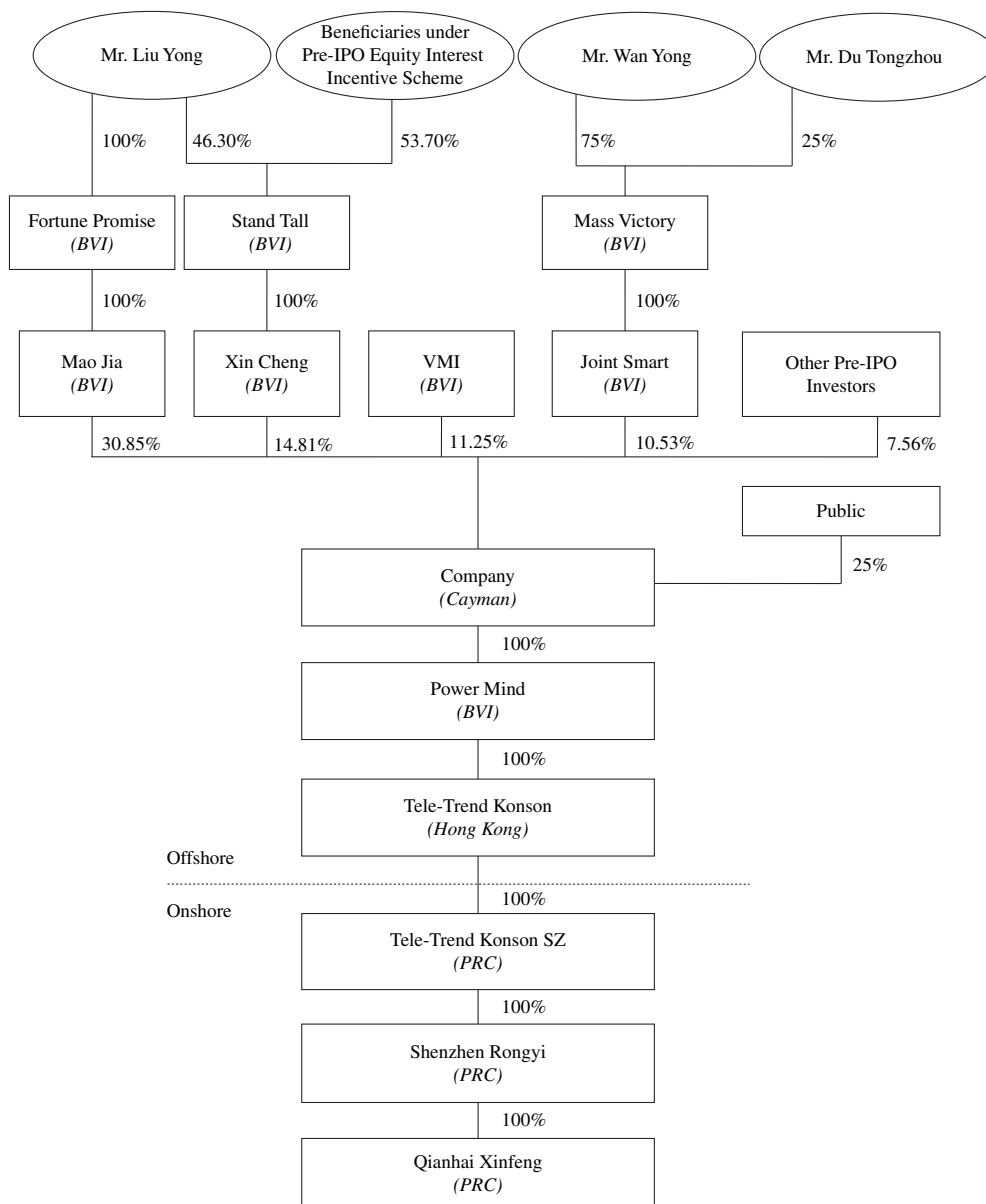 Mr. Liu Yong
Beneficiaries under
Pre-IPO Equity Interest
Incentive Scheme
Mr. Wan Yong
Mr. Du Tongzhou
100%
46.30%
53.70%
75%
25%
Fortune Promise
(BVI)
Stand Tall
(BVI)
Mass Victory
(BVI)
100%
100%
100%
Mao Jia
(BVI)
Xin Cheng
(BVI)
VMI
(BVI)
Joint Smart
(BVI)
Other Pre-IPO
Investors
30.85%
14.81%
11.25%
10.53%
7.56%
Public
25%
Company
(Cayman)
100%
Power Mind
(BVI)
100%
Tele-Trend Konson
(Hong Kong)
Offshore
Onshore
100%
Tele-Trend Konson SZ
(PRC)
100%
Shenzhen Rongyi
(PRC)
100%
Qianhai Xinfeng
(PRC)